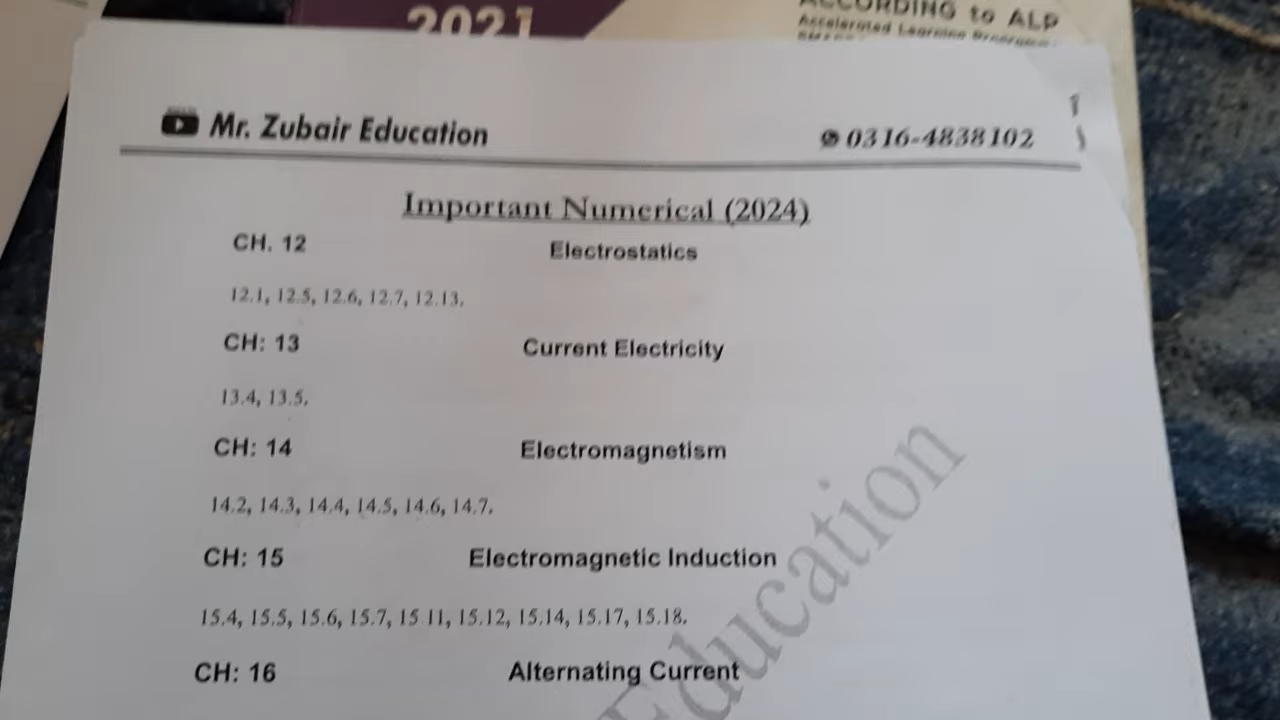 2021
ACCORDING to ALP
Accelerated Learning Programme
Mr. Zubair Education
0316-4838102
Important Numerical (2024)
CH. 12 Electrostatics
12.1, 12.5, 12.6, 12.7, 12.13.
CH: 13 Current Electricity
13.4, 13.5.
CH: 14 Electromagnetism
14.2, 14.3, 14.4, 14.5, 14.6, 14.7.
CH: 15 Electromagnetic Induction
15.4, 15.5, 15.6, 15.7, 15 11, 15.12, 15.14, 15.17, 15.18.
CH: 16 Alternating Current
Education